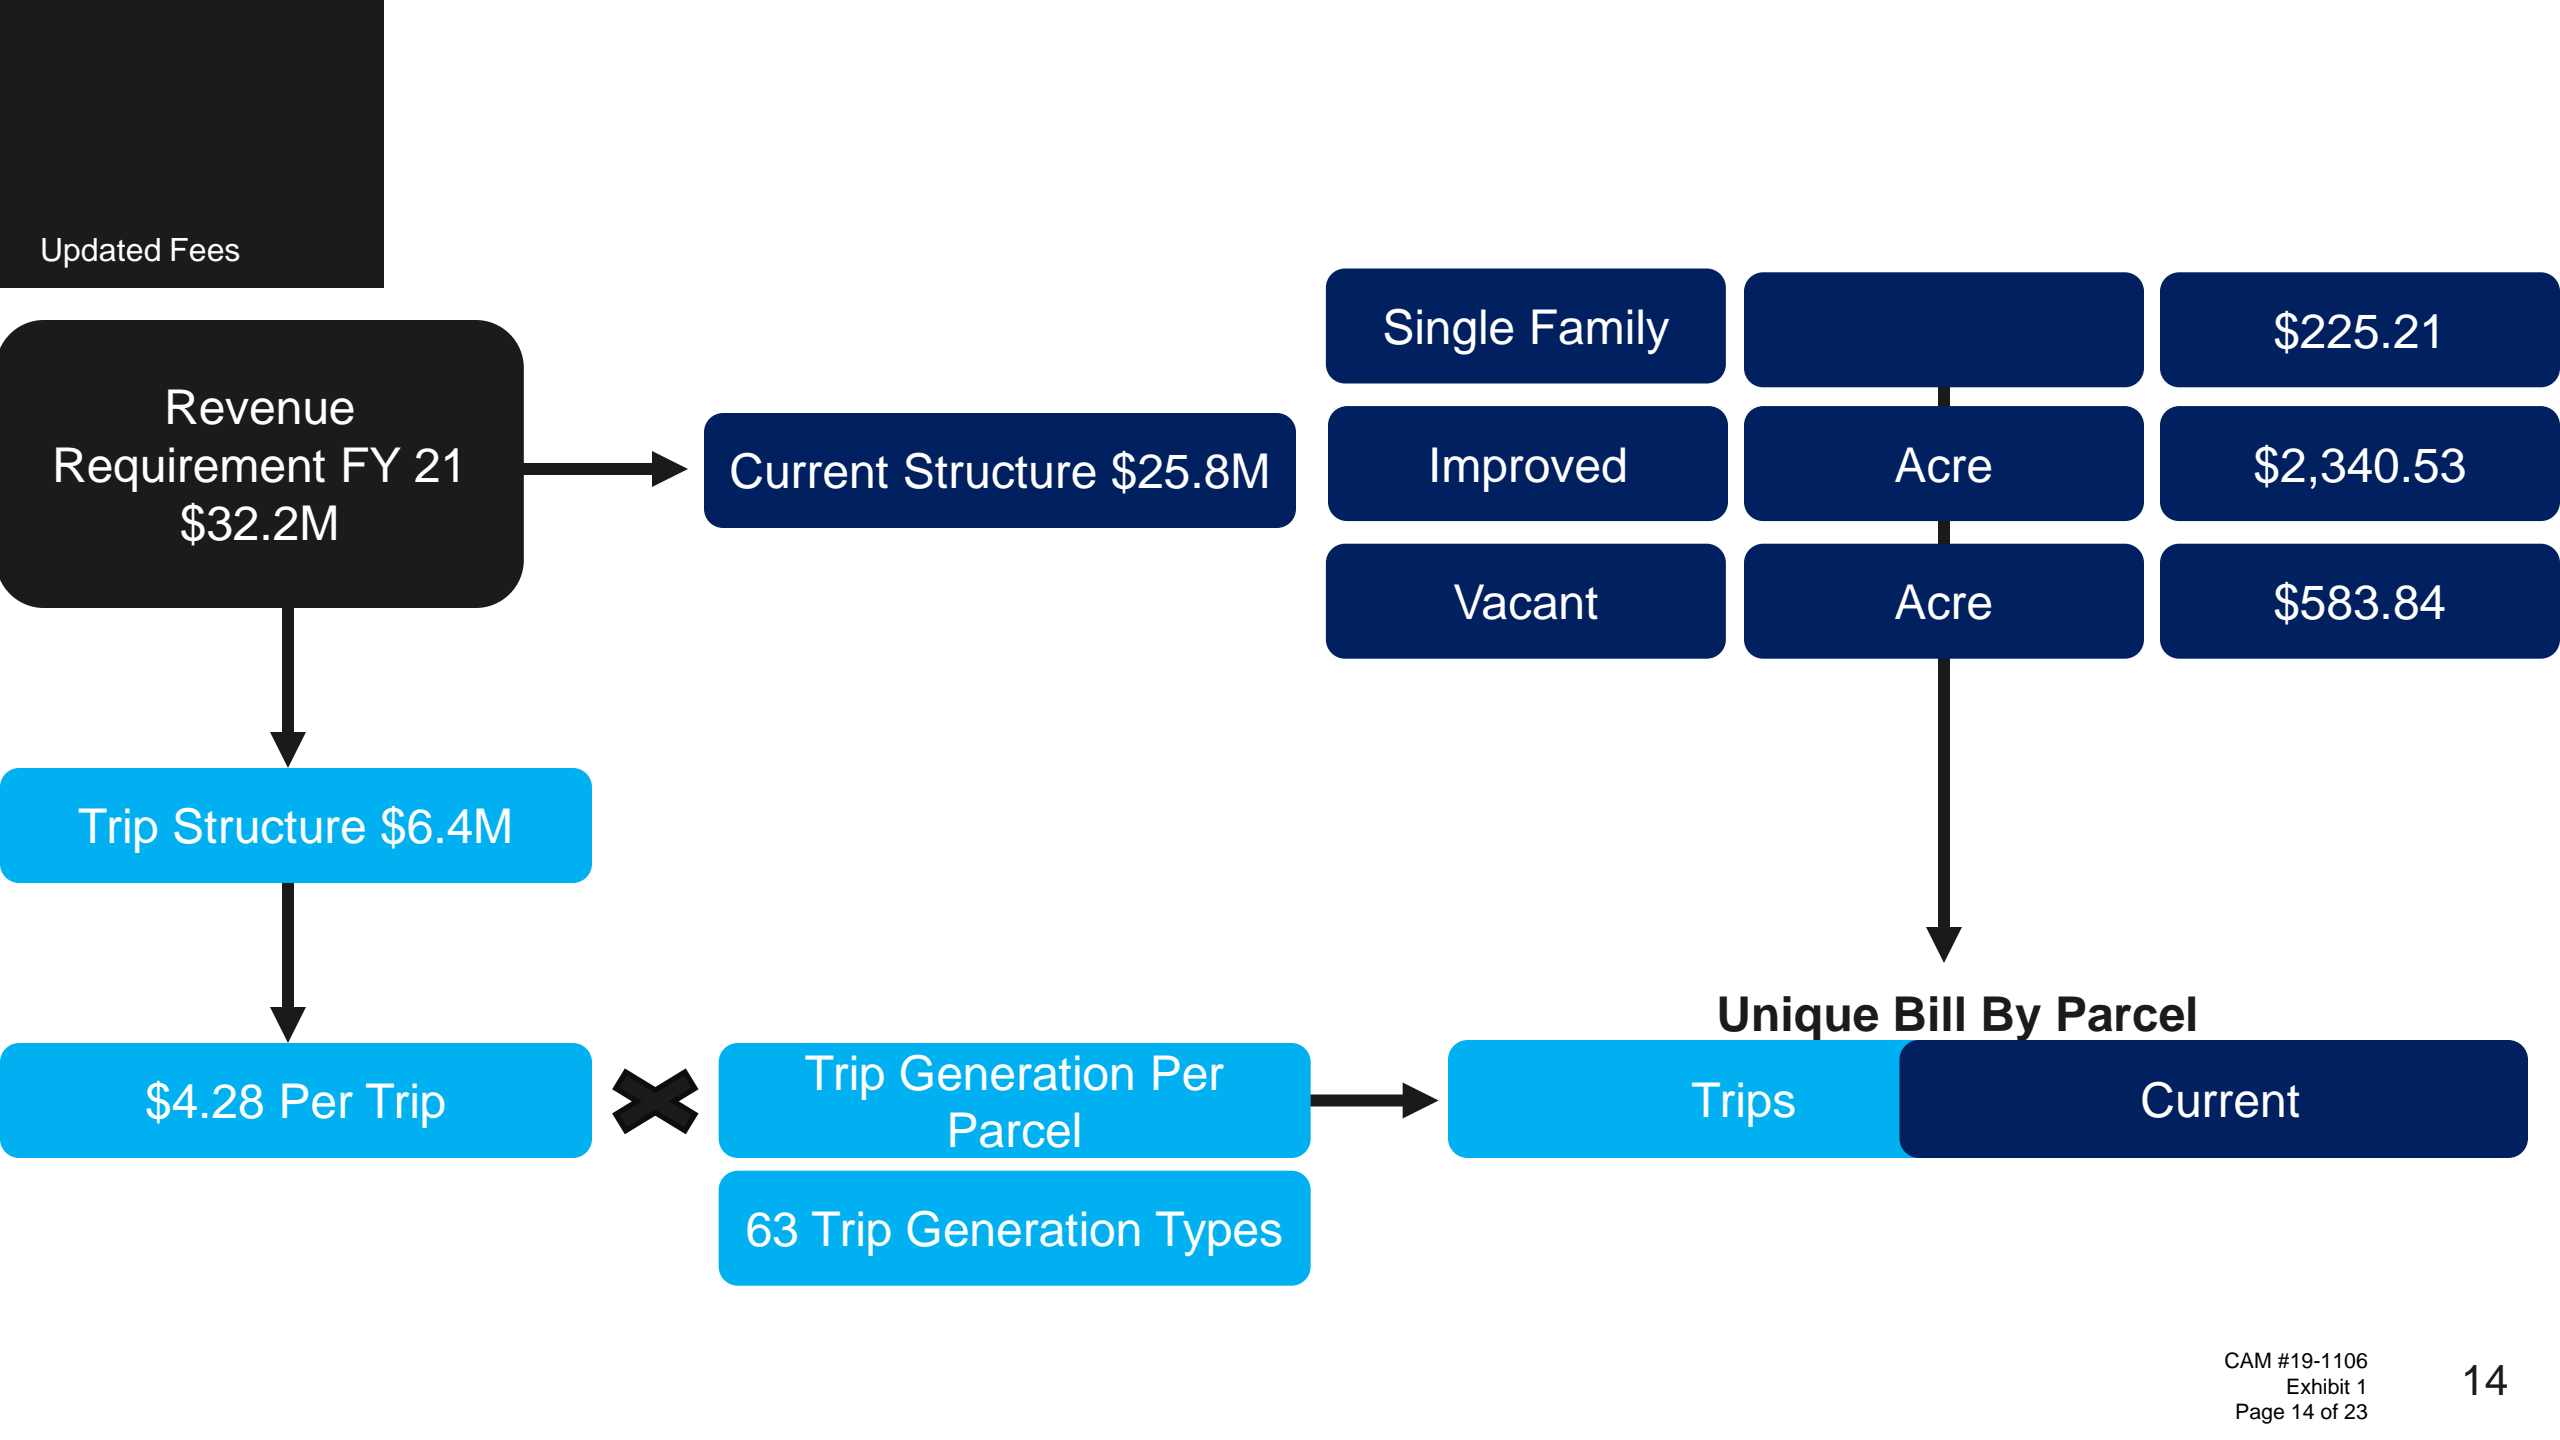 Updated Fees
Revenue
Requirement FY 21
$32.2M
Current Structure $25.8M
Single Family
$225.21
Improved
Acre
$2,340.53
Vacant
Acre
$583.84
Trip Structure $6.4M
$4.28 Per Trip
Trip Generation Per
Parcel
63 Trip Generation Types
Unique Bill By Parcel
Trips
Current
CAM #19-1106
Exhibit 1
Page 14 of 23
14